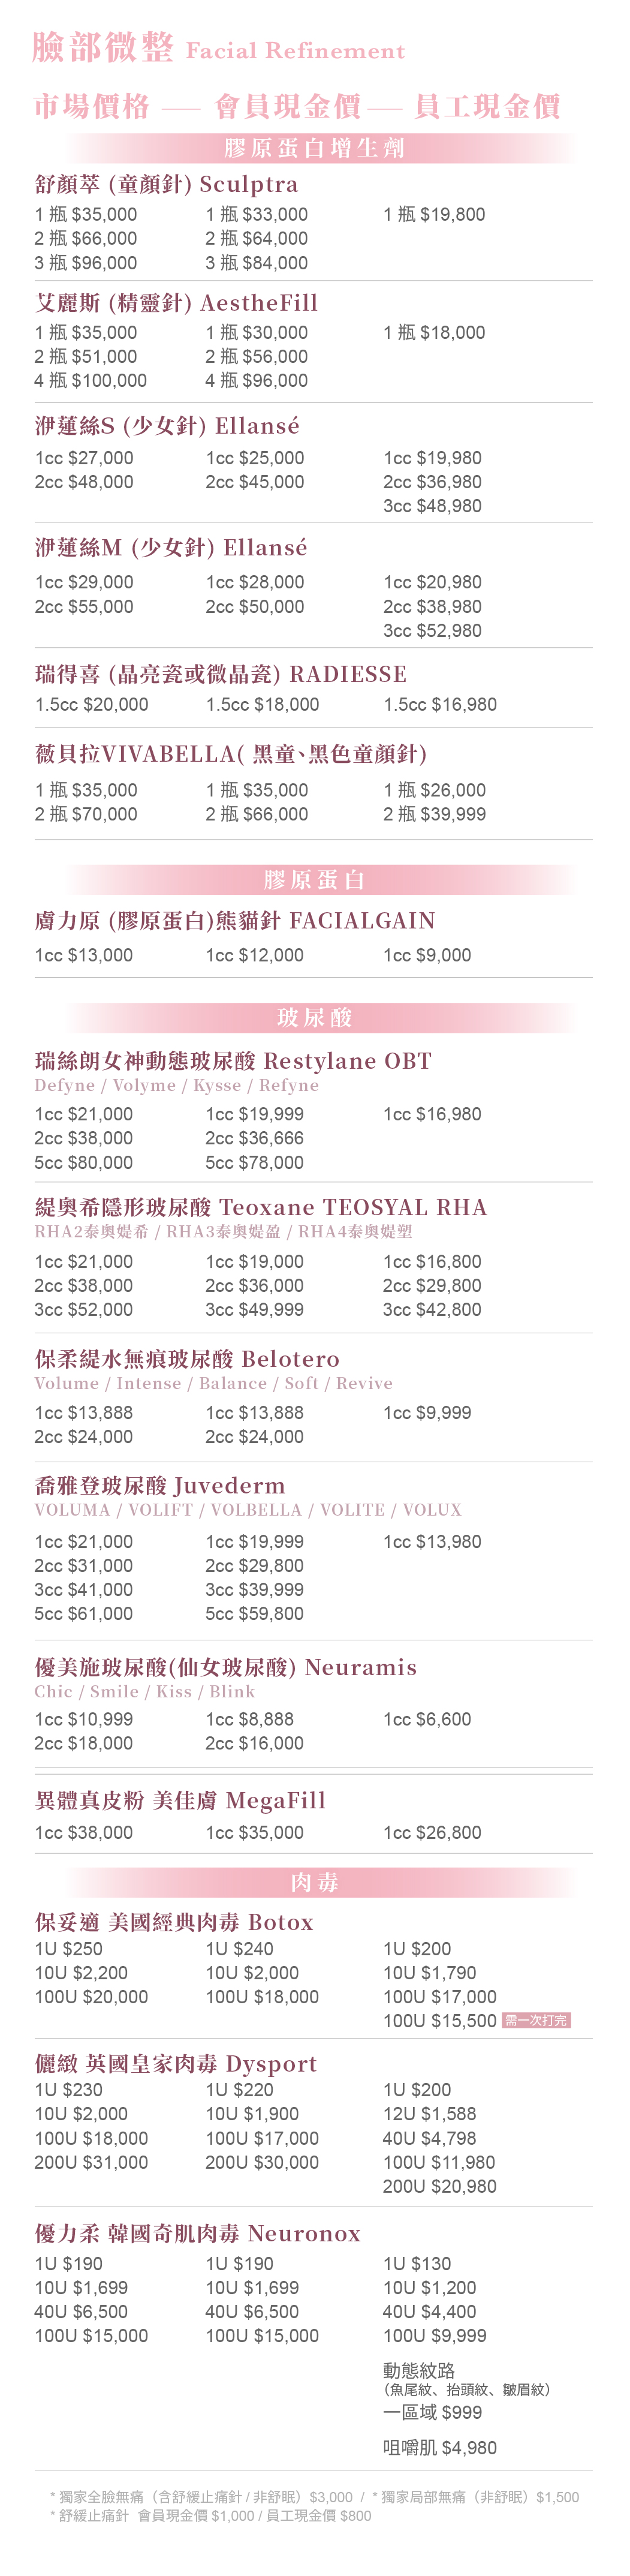 臉部微整 Facial Refinement
市場價格 — 會員現金價 — 員工現金價
膠原蛋白增生劑
舒顏萃 (童顏針) Sculptra
1 瓶 $35,000 1 瓶 $33,000 1 瓶 $19,800
2 瓶 $66,000 2 瓶 $64,000
3 瓶 $96,000 3 瓶 $84,000
艾麗斯 (精靈針) AestheFill
1 瓶 $35,000 1 瓶 $30,000 1 瓶 $18,000
2 瓶 $51,000 2 瓶 $56,000
4 瓶 $100,000 4 瓶 $96,000
洢蓮絲S (少女針) Ellansé
1cc $27,000 1cc $25,000 1cc $19,980
2cc $48,000 2cc $45,000 2cc $36,980
3cc $48,980
洢蓮絲M (少女針) Ellansé
1cc $29,000 1cc $28,000 1cc $20,980
2cc $55,000 2cc $50,000 2cc $38,980
3cc $52,980
瑞得喜 (晶亮瓷或微晶瓷) RADIESSE
1.5cc $20,000 1.5cc $18,000 1.5cc $16,980
薇貝拉VIVABELLA( 黑童、黑色童顏針)
1 瓶 $35,000 1 瓶 $35,000 1 瓶 $26,000
2 瓶 $70,000 2 瓶 $66,000 2 瓶 $39,999
膠原蛋白
膚力原 (膠原蛋白)熊貓針 FACIALGAIN
1cc $13,000 1cc $12,000 1cc $9,000
玻尿酸
瑞絲朗女神動態玻尿酸 Restylane OBT
Defyne / Volyme / Kysse / Refyne
1cc $21,000 1cc $19,999 1cc $16,980
2cc $38,000 2cc $36,666
5cc $80,000 5cc $78,000
緹奧希隱形玻尿酸 Teoxane TEOSYAL RHA
RHA2泰奧媞希 / RHA3泰奧媞盈 / RHA4泰奧媞塑
1cc $21,000 1cc $19,000 1cc $16,800
2cc $38,000 2cc $36,000 2cc $29,800
3cc $52,000 3cc $49,999 3cc $42,800
保柔緹水無痕玻尿酸 Belotero
Volume / Intense / Balance / Soft / Revive
1cc $13,888 1cc $13,888 1cc $9,999
2cc $24,000 2cc $24,000
喬雅登玻尿酸 Juvederm
VOLUMA / VOLIFT / VOLBELLA / VOLITE / VOLUX
1cc $21,000 1cc $19,999 1cc $13,980
2cc $31,000 2cc $29,800
3cc $41,000 3cc $39,999
5cc $61,000 5cc $59,800
優美施玻尿酸(仙女玻尿酸) Neuramis
Chic / Smile / Kiss / Blink
1cc $10,999 1cc $8,888 1cc $6,600
2cc $18,000 2cc $16,000
異體真皮粉 美佳膚 MegaFill
1cc $38,000 1cc $35,000 1cc $26,800
肉毒
保妥適 美國經典肉毒 Botox
1U $250 1U $240 1U $200
10U $2,200 10U $2,000 10U $1,790
100U $20,000 100U $18,000 100U $17,000
100U $15,500 需一次打完
儷緻 英國皇家肉毒 Dysport
1U $230 1U $220 1U $200
10U $2,000 10U $1,900 12U $1,588
100U $18,000 100U $17,000 40U $4,798
200U $31,000 200U $30,000 100U $11,980
200U $20,980
優力柔 韓國奇肌肉毒 Neuronox
1U $190 1U $190 1U $130
10U $1,699 10U $1,699 10U $1,200
40U $6,500 40U $6,500 40U $4,400
100U $15,000 100U $15,000 100U $9,999
動態紋路
（魚尾紋、抬頭紋、皺眉紋）
一區域 $999
咀嚼肌 $4,980
* 獨家全臉無痛（含舒緩止痛針 / 非舒眠）$3,000 / * 獨家局部無痛（非舒眠）$1,500
* 舒緩止痛針 會員現金價 $1,000 / 員工現金價 $800